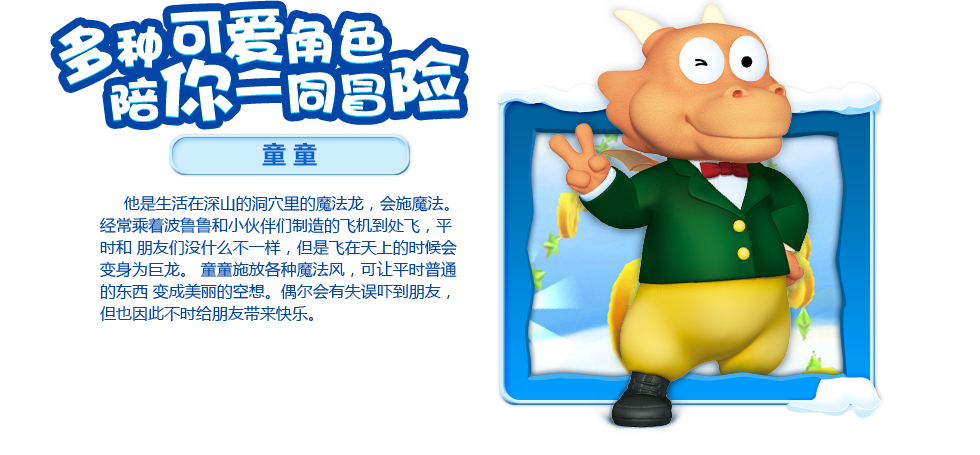 多种可爱角色
陪你一同冒险
童童
他是生活在深山的洞穴里的魔法龙，会施魔法。
经常乘着波鲁鲁和小伙伴们制造的飞机到处飞，平
时和 朋友们没什么不一样，但是飞在天上的时候会
变身为巨龙。 童童施放各种魔法风，可让平时普通
的东西 变成美丽的空想。偶尔会有失误吓到朋友，
但也因此不时给朋友带来快乐。